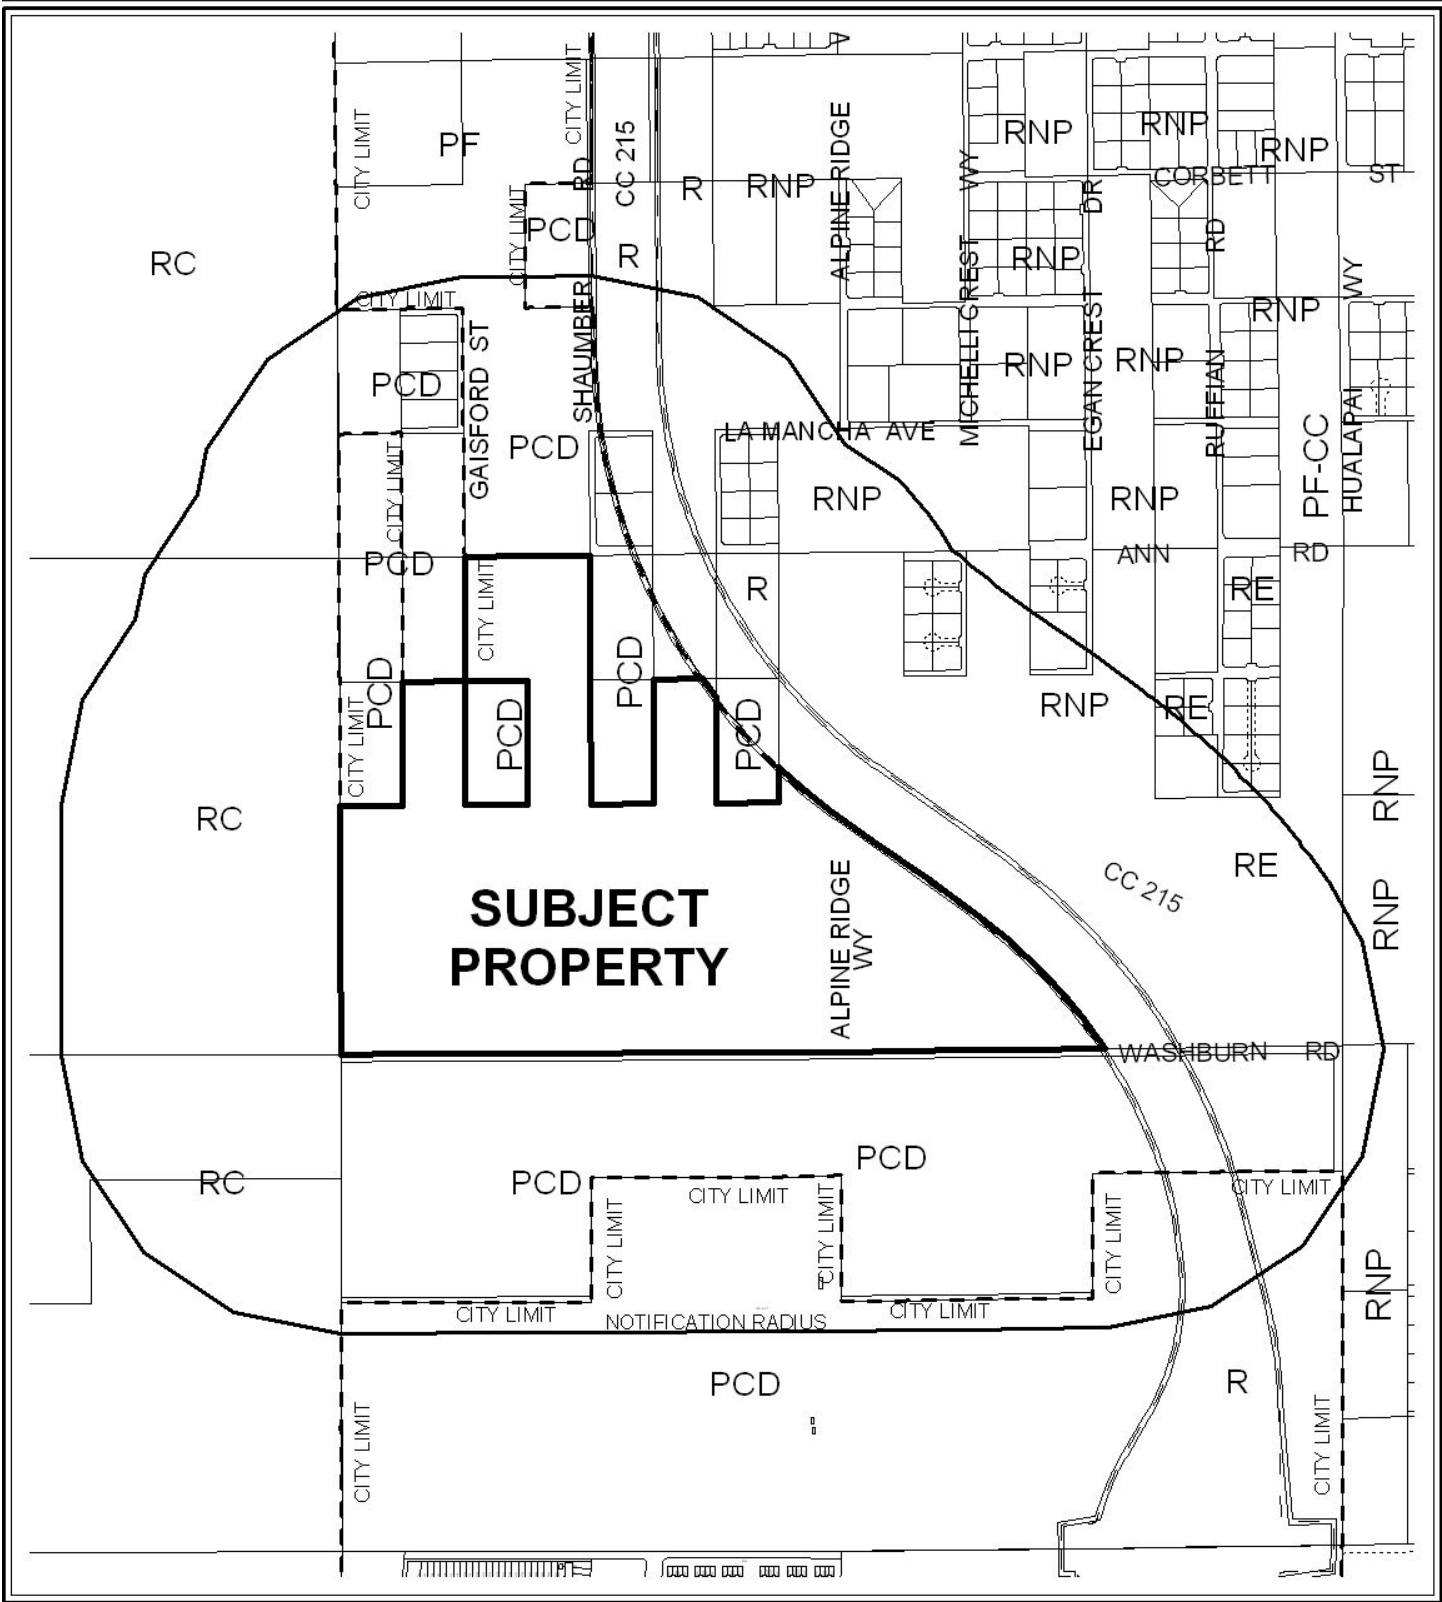 CITY LIMIT
CITY LIMIT
PF
SHAUMBER RD
CC 215
R
RNP
ALPINE RIDGE
WY
RNP
RNP
RNP
CORBETT ST
DR
CITY LIMIT
PCD
R
RC
RNP
RD
WY
MICHELLI CREST
EGAN CREST
RNP
CITY LIMIT
GAISFORD ST
PCD
RNP
RNP
RUFFIAN
HUALAPAI
LA MANCHA AVE
PCD
CITY LIMIT
RNP
RNP
PF-CC
PCD
CITY LIMIT
R
ANN RD
RE
PCD
CITY LIMIT
PCD
PCD
PCD
RNP
RE
RNP
RC
RE
CC 215
RNP
SUBJECT
PROPERTY
ALPINE RIDGE
WY
WASHBURN RD
RC
PCD
PCD
CITY LIMIT
CITY LIMIT
CITY LIMIT
CITY LIMIT
CITY LIMIT
CITY LIMIT
CITY LIMIT
NOTIFICATION RADIUS
RNP
PCD
R
CITY LIMIT
CITY LIMIT